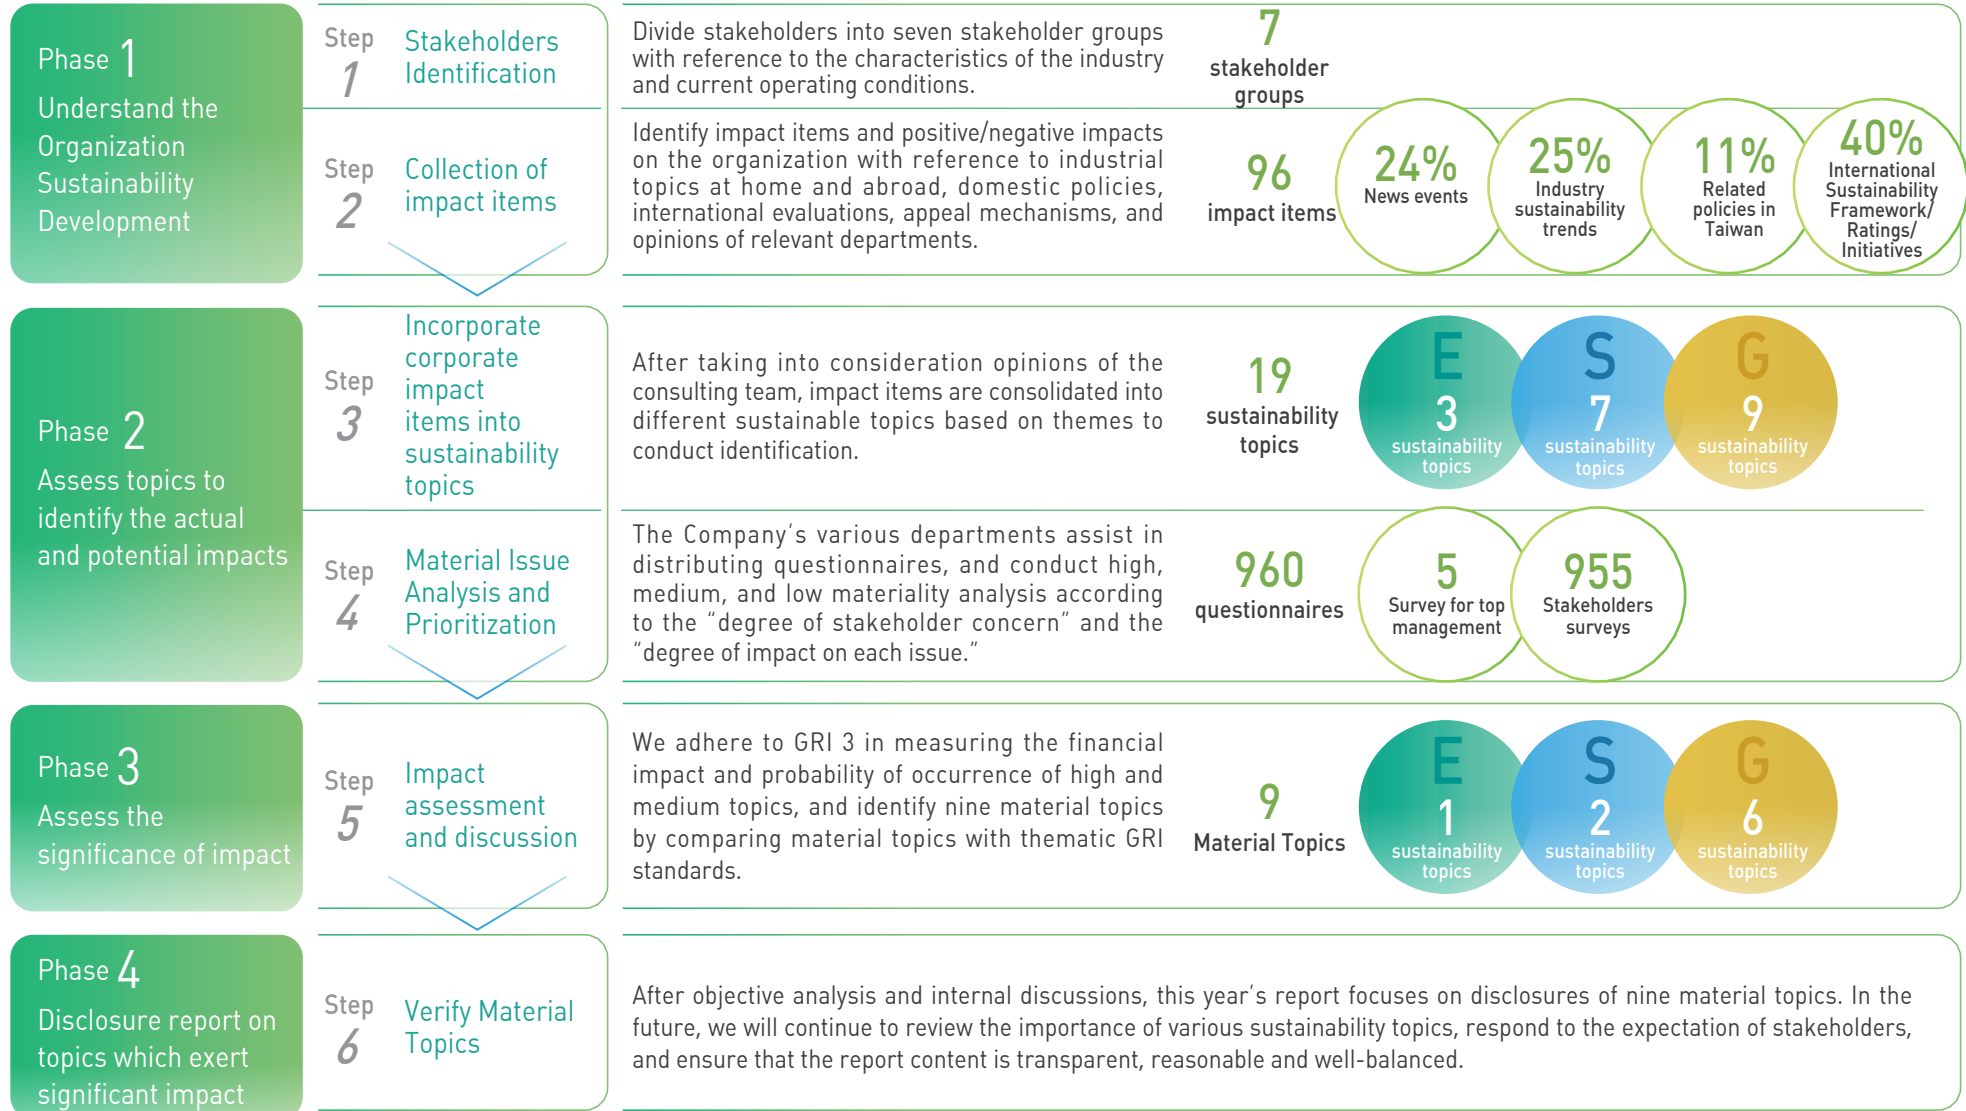 Phase 1
Understand the
Organization
Sustainability
Development
Step
1
Stakeholders
Identification
Divide stakeholders into seven stakeholder groups
with reference to the characteristics of the industry
and current operating conditions.
7
stakeholder
groups
Step
2
Collection of
impact items
Identify impact items and positive/negative impacts
on the organization with reference to industrial
topics at home and abroad, domestic policies,
international evaluations, appeal mechanisms, and
opinions of relevant departments.
96
impact items
24%
News events
25%
Industry
sustainability
trends
11%
Related
policies in
Taiwan
40%
International
Sustainability
Framework/
Ratings/
Initiatives
Phase 2
Assess topics to
identify the actual
and potential impacts
Step
3
Incorporate
corporate
impact
items into
sustainability
topics
After taking into consideration opinions of the
consulting team, impact items are consolidated into
different sustainable topics based on themes to
conduct identification.
19
sustainability
topics
E
3
sustainability
topics
S
7
sustainability
topics
G
9
sustainability
topics
Step
4
Material Issue
Analysis and
Prioritization
The Company's various departments assist in
distributing questionnaires, and conduct high,
medium, and low materiality analysis according
to the "degree of stakeholder concern" and the
"degree of impact on each issue."
960
questionnaires
5
Survey for top
management
955
Stakeholders
surveys
Phase 3
Assess the
significance of impact
Step
5
Impact
assessment
and discussion
We adhere to GRI 3 in measuring the financial
impact and probability of occurrence of high and
medium topics, and identify nine material topics
by comparing material topics with thematic GRI
standards.
9
Material Topics
E
1
sustainability
topics
S
2
sustainability
topics
G
6
sustainability
topics
Phase 4
Disclosure report on
topics which exert
significant impact
Step
6
Verify Material
Topics
After objective analysis and internal discussions, this year's report focuses on disclosures of nine material topics. In the
future, we will continue to review the importance of various sustainability topics, respond to the expectation of stakeholders,
and ensure that the report content is transparent, reasonable and well-balanced.